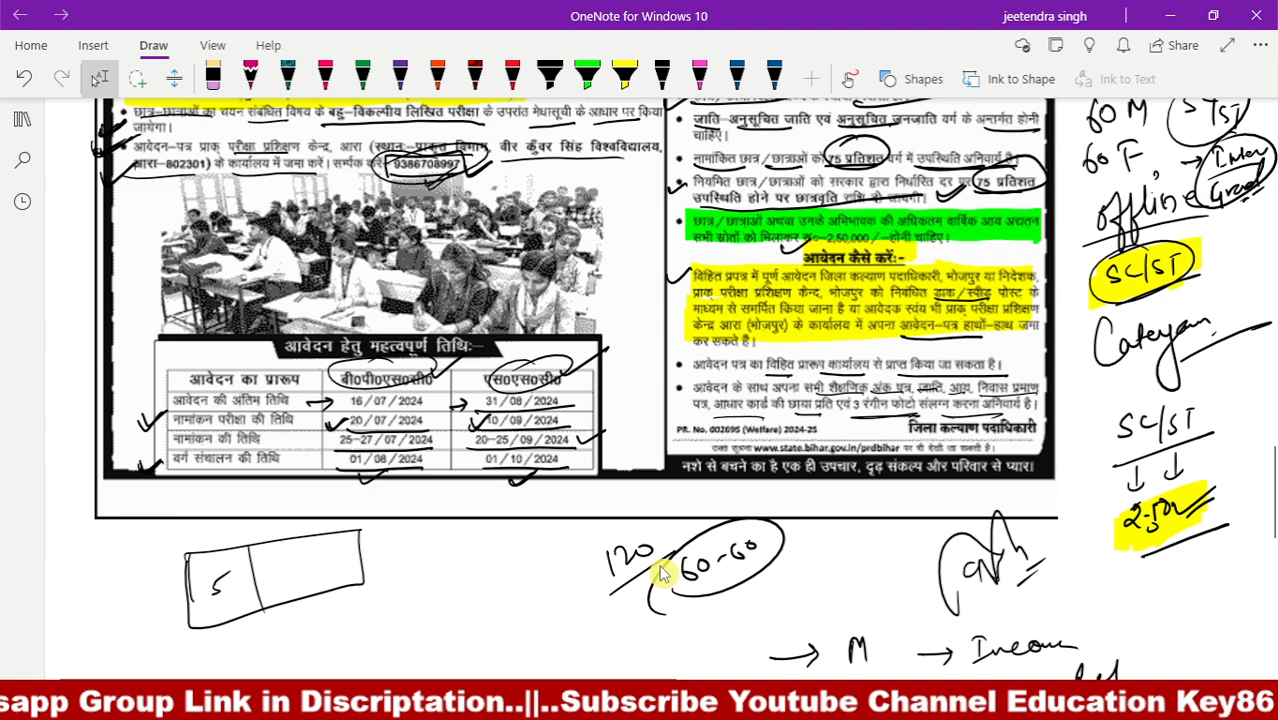 OneNote for Windows 10
jeetendra singh
Home Insert Draw View Help
Share
Shapes
Ink to Shape
Ink to Text
छात्र-छात्राओं का चयन संबंधित विषय के बहु-विकल्पीय लिखित परीक्षा के उपरांत मेधासूची के आधार पर किया
जायेगा।
आवेदन-पत्र प्राक् परीक्षा प्रशिक्षण केन्द्र, आरा (स्थान-प्राकृत विभाग, वीर कुँवर सिंह विश्वविद्यालय,
आरा-802301) के कार्यालय में जमा करें। सर्म्पक करें-9386708997
आवेदन हेतु महत्वपूर्ण तिथि:-
आवेदन का प्रारूप बी0पी0एस0सी0 एस0एस0सी0
आवेदन की अंतिम तिथि 16/07/2024 31/08/2024
नामांकन परीक्षा की तिथि 20/07/2024 10/09/2024
नामांकन की तिथि 25-27/07/2024 20-25/09/2024
वर्ग संचालन की तिथि 01/08/2024 01/10/2024
जाति-अनुसूचित जाति एवं अनुसूचित जनजाति वर्ग के अन्तर्गत होनी
चाहिए।
नामांकित छात्र/छात्राओं को 75 प्रतिशत वर्ग में उपस्थिति अनिवार्य है।
नियमित छात्र/छात्राओं को सरकार द्वारा निर्धारित दर पर 75 प्रतिशत
उपस्थिति होने पर छात्रवृति राशि दी जायगी।
छात्र/छात्राओं अथवा उनके अभिभावक की अधिकतम वार्षिक आय अद्यतन
सभी स्रोतों को मिलाकर रू0-2,50,000/-होनी चाहिए।
आवेदन कैसे करें:-
विहित प्रपत्र में पूर्ण आवेदन जिला कल्याण पदाधिकारी, भोजपुर या निदेशक,
प्राक् परीक्षा प्रशिक्षण केन्द, भोजपुर को निबंधित डाक/स्पीड पोस्ट के
माध्यम से समर्पित किया जाना है या आवेदक स्वंय भी प्राक् परीक्षा प्रशिक्षण
केन्द्र आरा (भोजपुर) के कार्यालय में अपना आवेदन-पत्र हाथों-हाथ जमा
कर सकते है।
आवेदन पत्र का विहित प्रारूप कार्यालय से प्राप्त किया जा सकता है।
आवेदन के साथ अपना सभी शैक्षणिक अंक पत्र, जाति, आय, निवास प्रमाण
पत्र, आधार कार्ड की छाया प्रति एवं 3 रंगीन फोटो संलग्न करना अनिवार्य है।
PR. No. 002695 (Welfare) 2024-25 जिला कल्याण पदाधिकारी
उक्त सूचना www.state.bihar.gov.in/prdbihar पर भी देखी जा सकती है।
नशे से बचने का है एक ही उपचार, दृढ़ संकल्प और परिवार से प्यार।
60 M SC/ST
60 F → Inter
Grad
offline
SC/ST
Category
SC/ST
5
120
60-60
→ M → Income
sapp Group Link in Discriptation..||..Subscribe Youtube Channel Education Key86